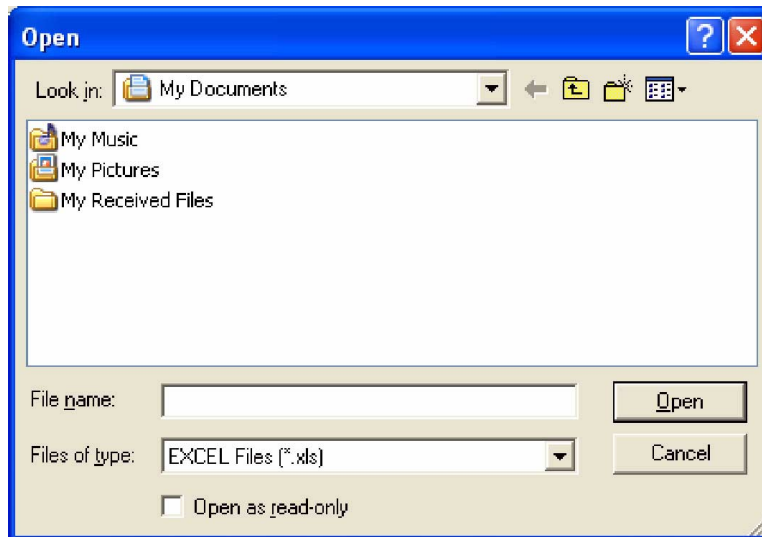 Open
Look in: My Documents
My Music
My Pictures
My Received Files
File name:
Open
Files of type: EXCEL Files (*.xls)
Cancel
Open as read-only